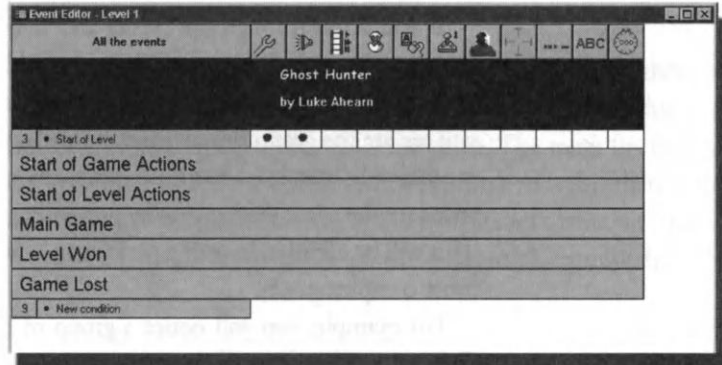 Event Editor - Level 1
All the events
ABC
Ghost Hunter
by Luke Ahearn
3 • Start of Level
Start of Game Actions
Start of Level Actions
Main Game
Level Won
Game Lost
9 • New condition